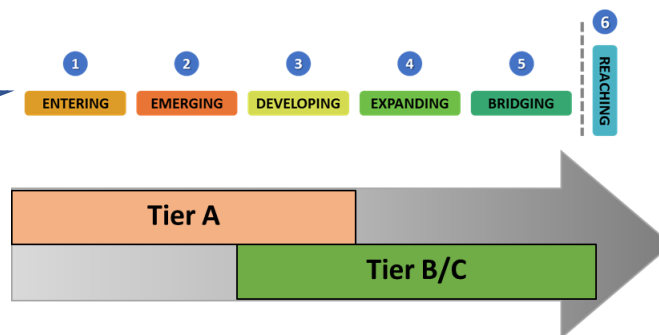 1 2 3 4 5 6
ENTERING EMERGING DEVELOPING EXPANDING BRIDGING REACHING
Tier A
Tier B/C